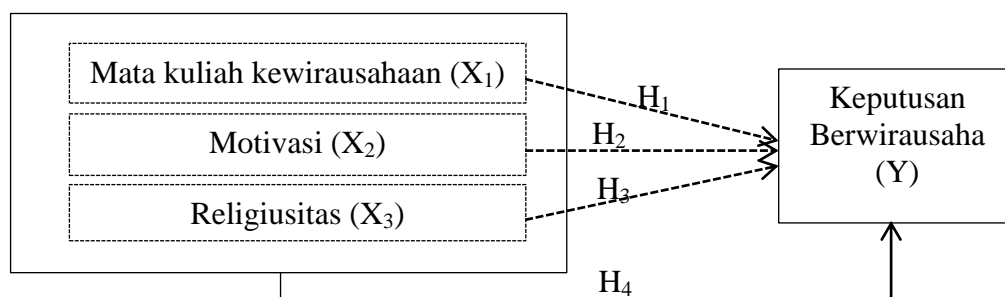 Mata kuliah kewirausahaan (X₁)
Motivasi (X₂)
Religiusitas (X₃)
H₁
H₂
H₃
H₄
Keputusan
Berwirausaha
(Y)